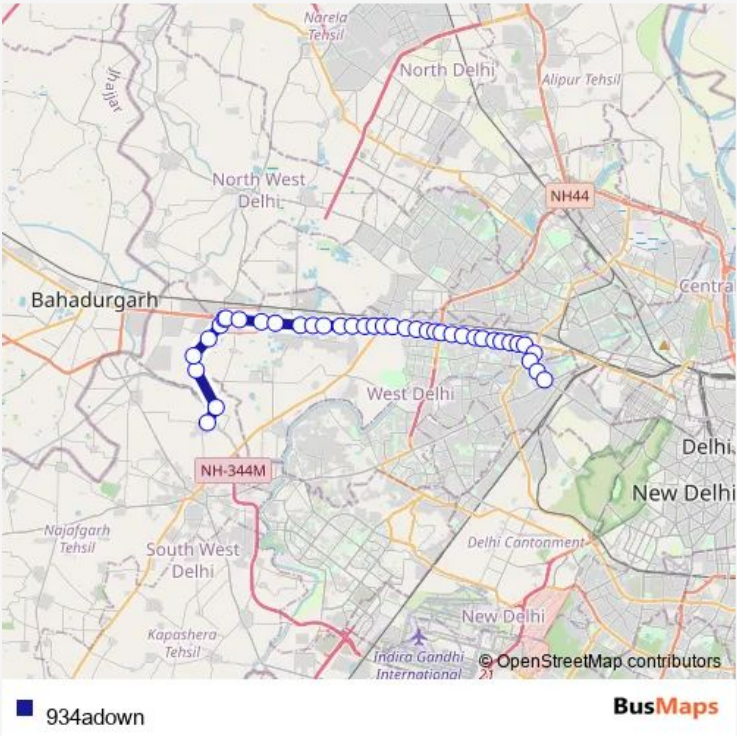 Narela
Tehsil
North Delhi
Alipur Tehsil
Jhajjar
North West
Delhi
NH44
Central
Bahadurgarh
West Delhi
Delhi
NH-344M
New Delhi
Najafgarh
Tehsil
South West
Delhi
Delhi Cantonment
New Delhi
Kapashera
Tehsil
Indira Gandhi
International
21
© OpenStreetMap contributors
934adown
BusMaps